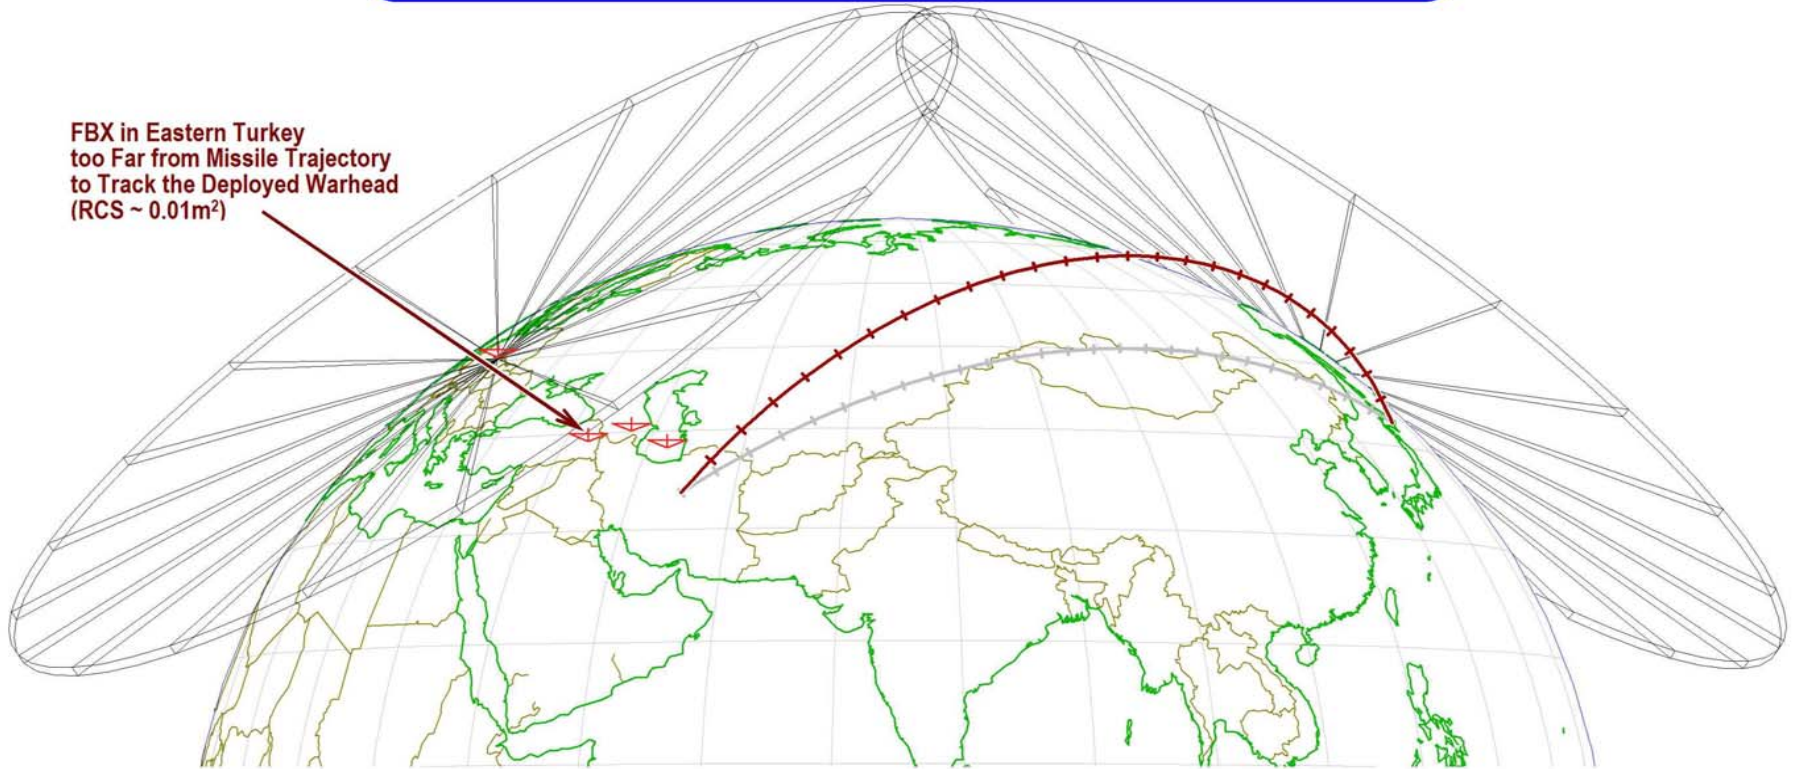 FBX in Eastern Turkey
too Far from Missile Trajectory
to Track the Deployed Warhead
(RCS ~ 0.01m²)